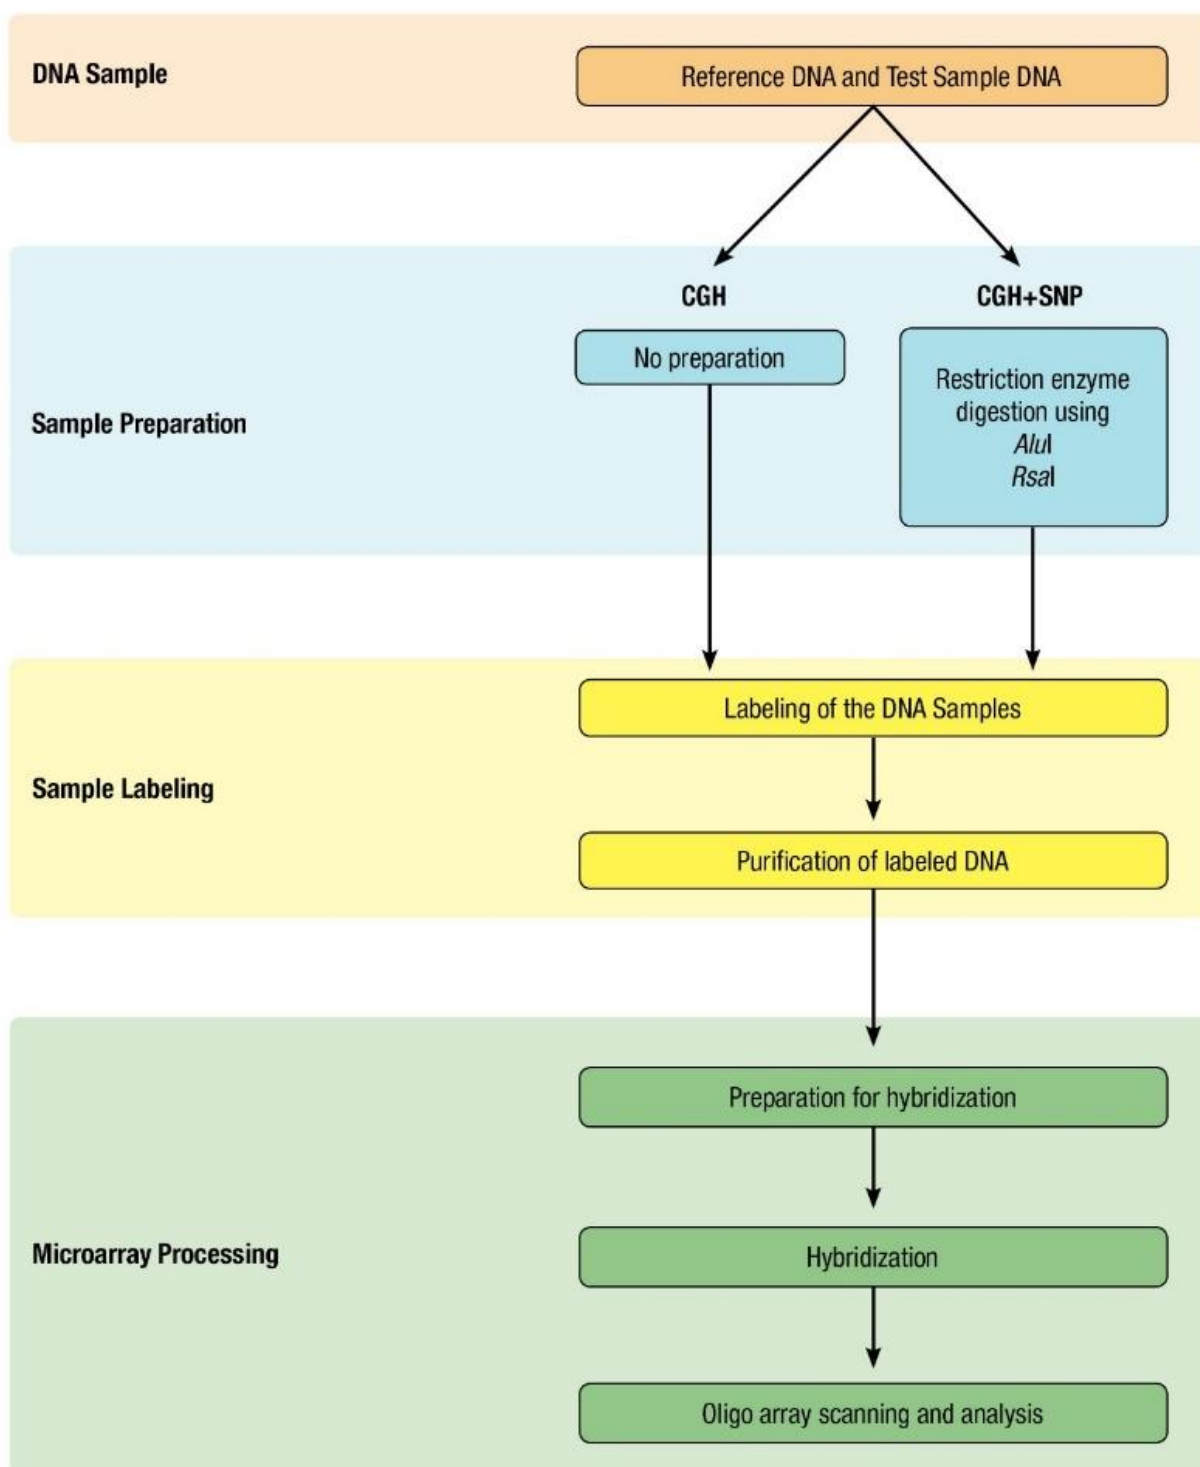 DNA Sample
Reference DNA and Test Sample DNA
CGH
CGH+SNP
No preparation
Restriction enzyme
digestion using
AluI
RsaI
Sample Preparation
Labeling of the DNA Samples
Sample Labeling
Purification of labeled DNA
Preparation for hybridization
Microarray Processing
Hybridization
Oligo array scanning and analysis